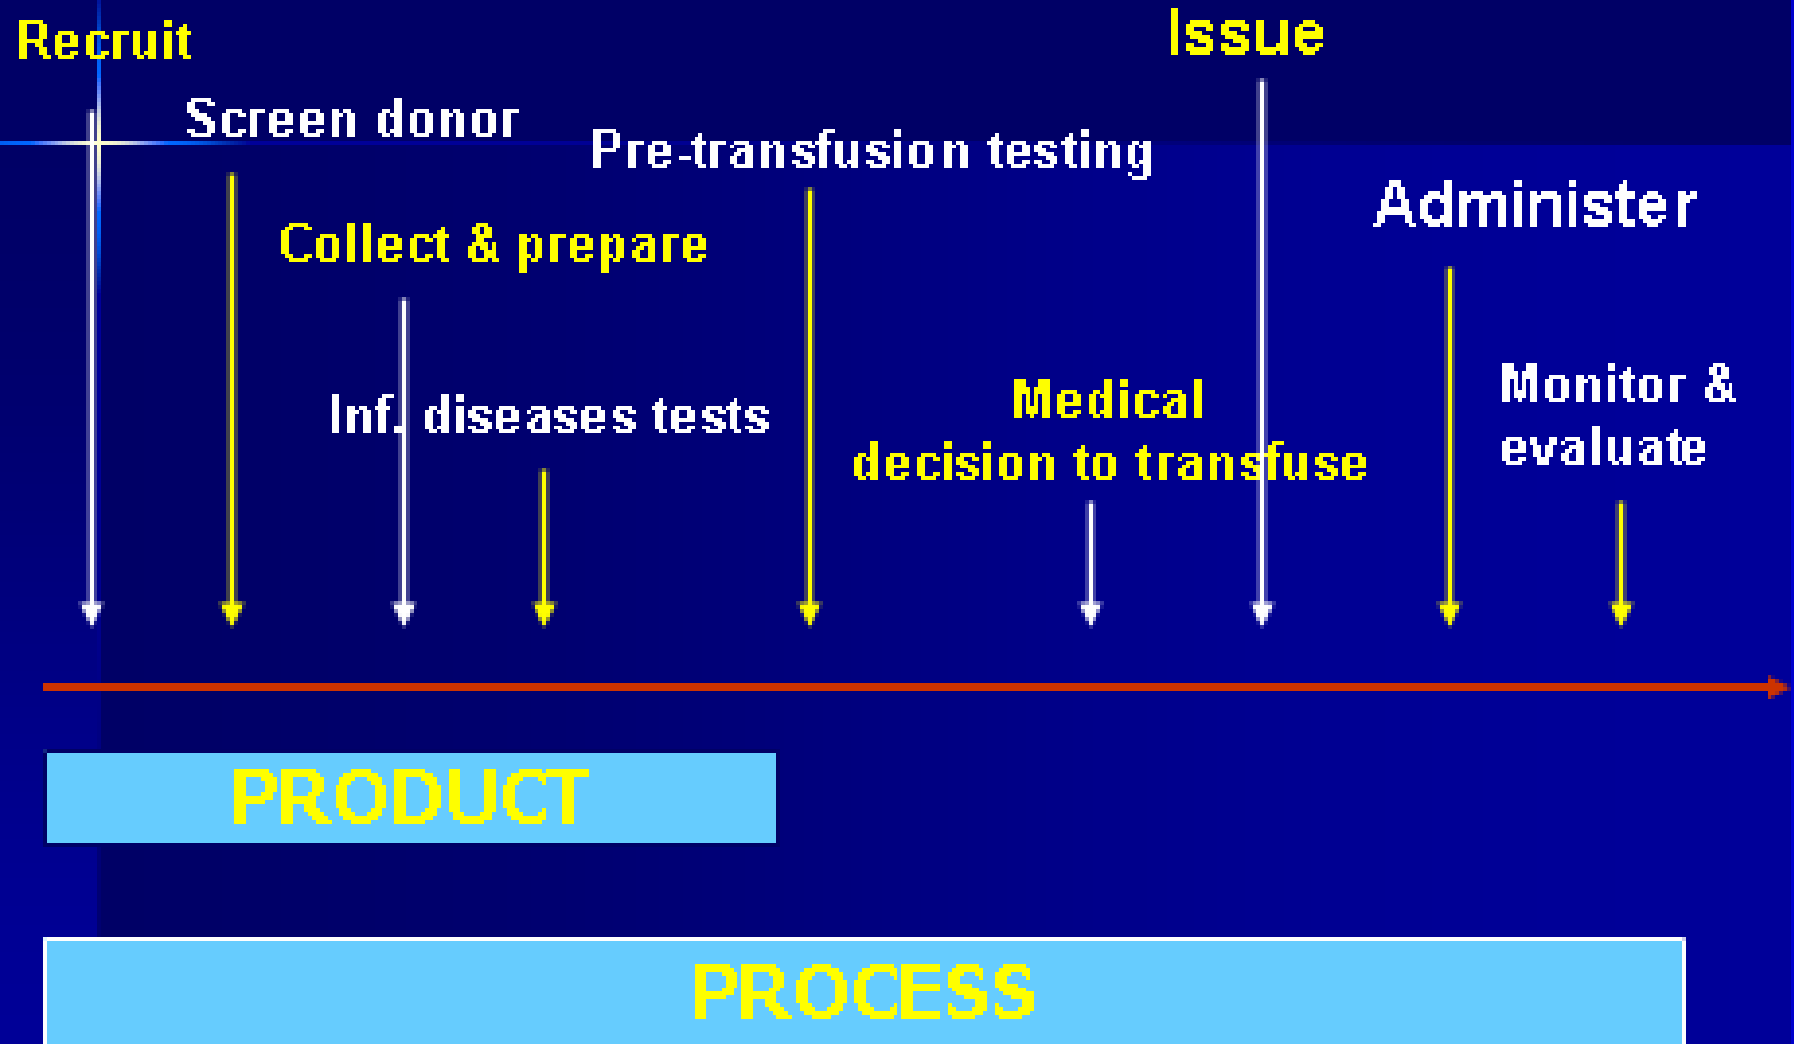 Recruit
Issue
Screen donor
Pre-transfusion testing
Administer
Collect & prepare
Monitor &
evaluate
Inf. diseases tests
Medical
decision to transfuse
PRODUCT
PROCESS